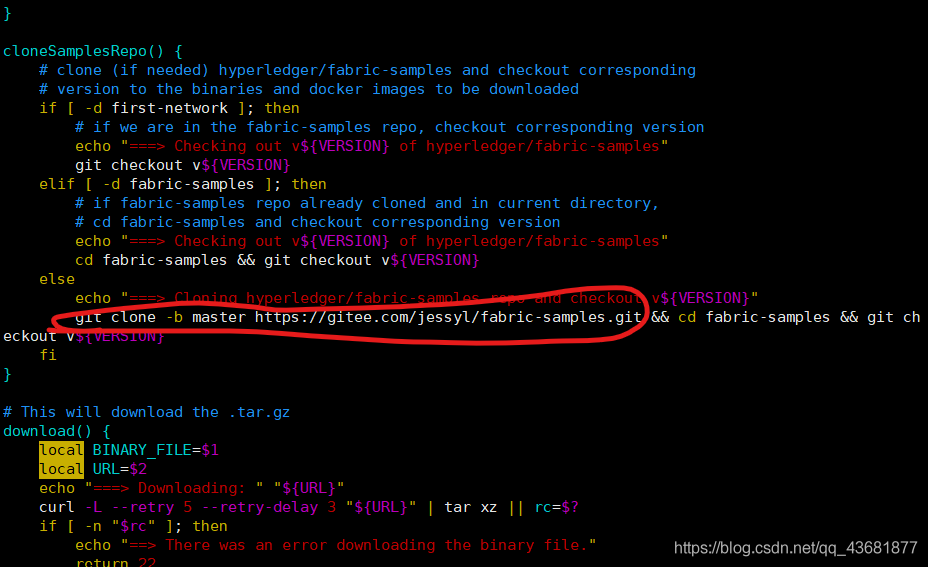 }
cloneSamplesRepo() {
# clone (if needed) hyperledger/fabric-samples and checkout corresponding
# version to the binaries and docker images to be downloaded
if [ -d first-network ]; then
# if we are in the fabric-samples repo, checkout corresponding version
echo "===> Checking out v${VERSION} of hyperledger/fabric-samples"
git checkout v${VERSION}
elif [ -d fabric-samples ]; then
# if fabric-samples repo already cloned and in current directory,
# cd fabric-samples and checkout corresponding version
echo "===> Checking out v${VERSION} of hyperledger/fabric-samples"
cd fabric-samples && git checkout v${VERSION}
else
echo "===> Cloning hyperledger/fabric-samples repo and checkout v${VERSION}"
git clone -b master https://gitee.com/jessyl/fabric-samples.git && cd fabric-samples && git ch
eckout v${VERSION}
fi
}
# This will download the .tar.gz
download() {
local BINARY_FILE=$1
local URL=$2
echo "===> Downloading: " "${URL}"
curl -L --retry 5 --retry-delay 3 "${URL}" | tar xz || rc=$?
if [ -n "$rc" ]; then
echo "==> There was an error downloading the binary file."
return 22
https://blog.csdn.net/qq_43681877